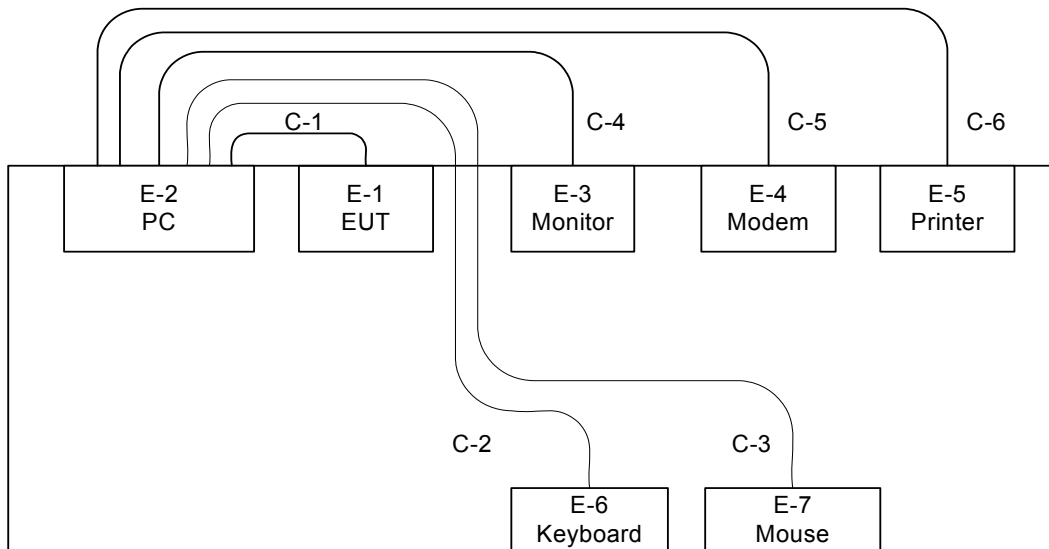 C-1
C-4
C-5
C-6
E-2
PC
E-1
EUT
E-3
Monitor
E-4
Modem
E-5
Printer
C-2
C-3
E-6
Keyboard
E-7
Mouse